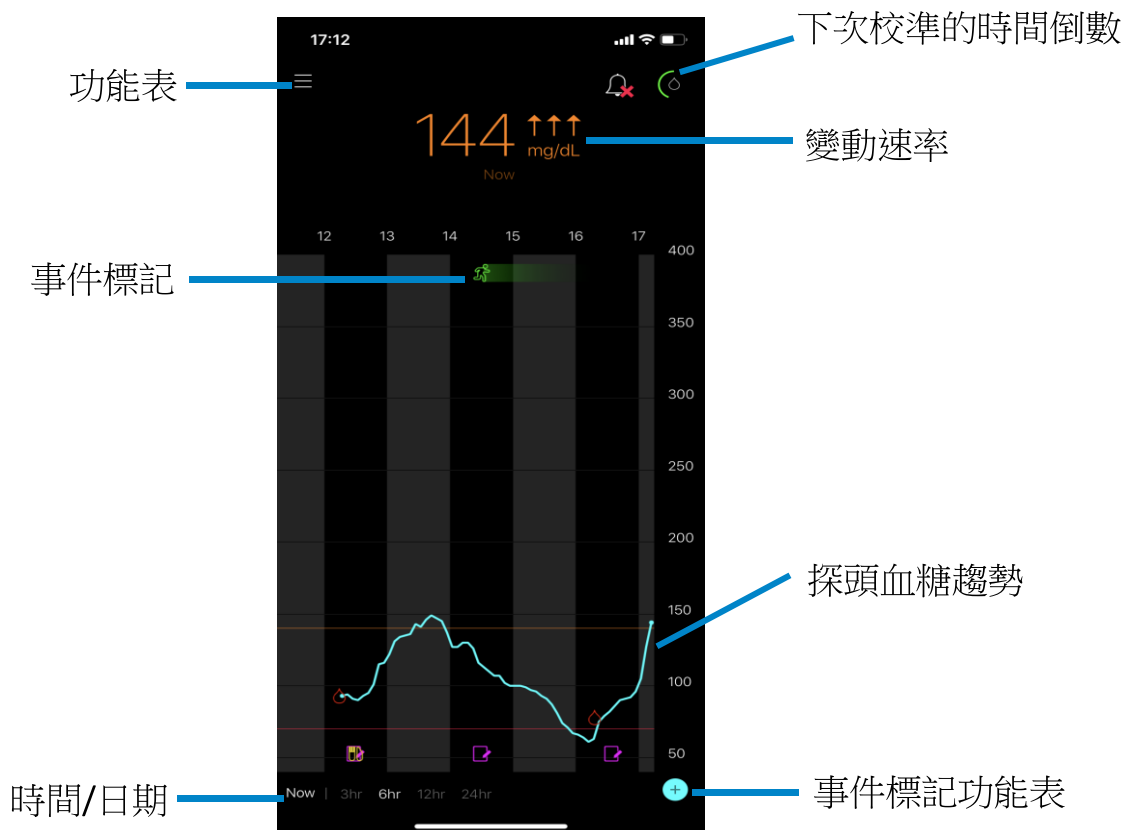 下次校準的時間倒數
17:12
功能表
144 mg/dL
變動速率
Now
12 13 14 15 16 17
400
事件標記
350
300
250
200
探頭血糖趨勢
150
100
50
事件標記功能表
時間/日期
Now | 3hr 6hr 12hr 24hr